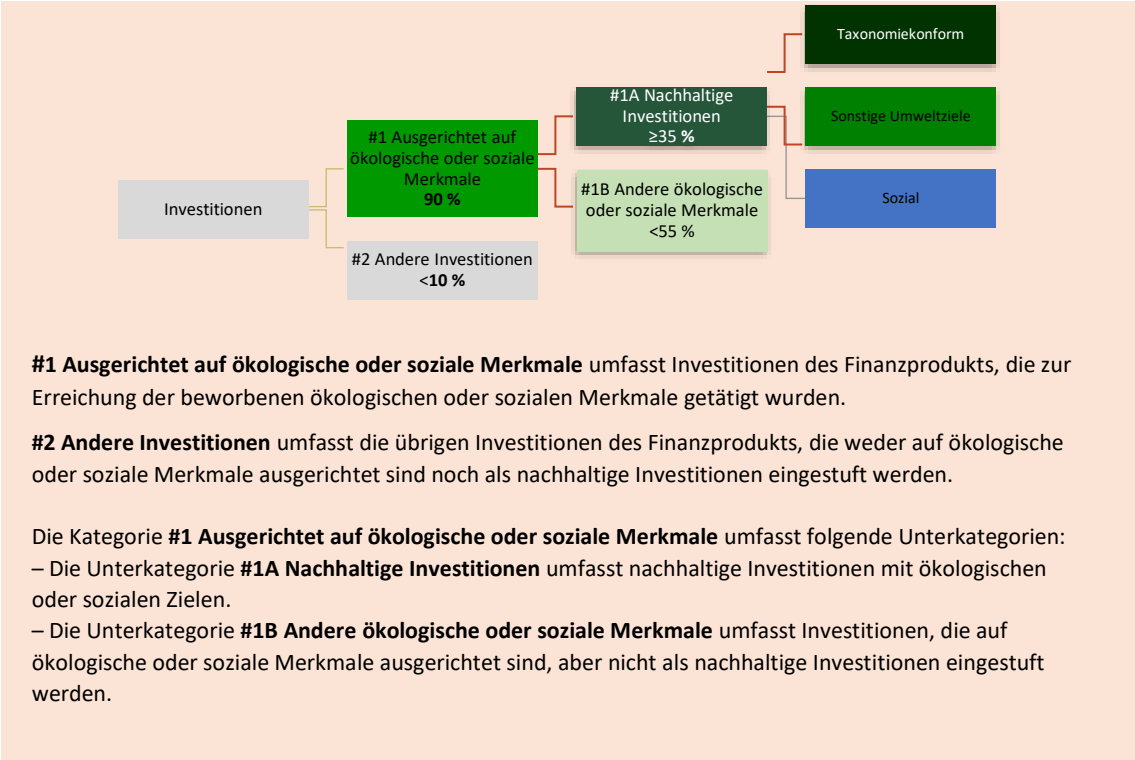 Taxonomiekonform
#1A Nachhaltige
Investitionen
≥35 %
Sonstige Umweltziele
#1 Ausgerichtet auf
ökologische oder soziale
Merkmale
90 %
#1B Andere ökologische
oder soziale Merkmale
<55 %
Sozial
Investitionen
#2 Andere Investitionen
<10 %
#1 Ausgerichtet auf ökologische oder soziale Merkmale umfasst Investitionen des Finanzprodukts, die zur
Erreichung der beworbenen ökologischen oder sozialen Merkmale getätigt wurden.
#2 Andere Investitionen umfasst die übrigen Investitionen des Finanzprodukts, die weder auf ökologische
oder soziale Merkmale ausgerichtet sind noch als nachhaltige Investitionen eingestuft werden.
Die Kategorie #1 Ausgerichtet auf ökologische oder soziale Merkmale umfasst folgende Unterkategorien:
– Die Unterkategorie #1A Nachhaltige Investitionen umfasst nachhaltige Investitionen mit ökologischen
oder sozialen Zielen.
– Die Unterkategorie #1B Andere ökologische oder soziale Merkmale umfasst Investitionen, die auf
ökologische oder soziale Merkmale ausgerichtet sind, aber nicht als nachhaltige Investitionen eingestuft
werden.